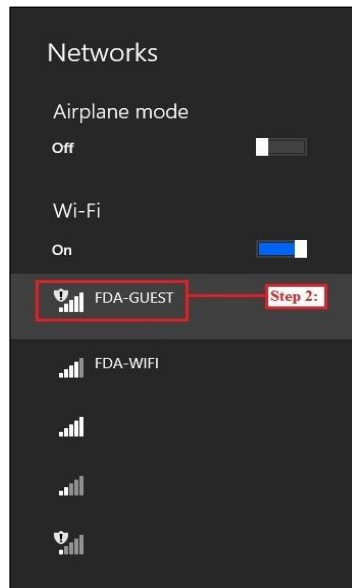 Networks
Airplane mode
Off
Wi-Fi
On
FDA-GUEST
Step 2:
FDA-WIFI